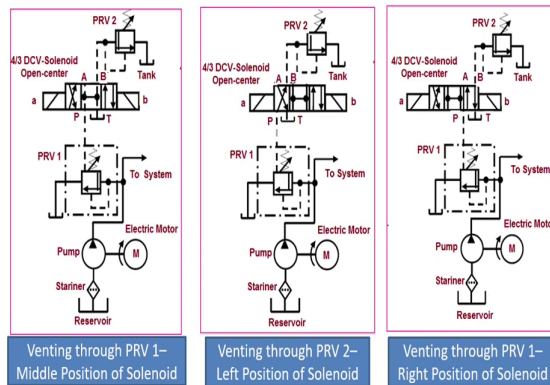 PRV 2
4/3 DCV-Solenoid
Open-center
A
B
Tank
a
b
P
T
PRV 1
To System
Electric Motor
Pump
M
Stariner
Reservoir
Venting through PRV 1–
Middle Position of Solenoid
PRV 2
4/3 DCV-Solenoid
Open-center
A
B
Tank
a
b
P
T
PRV 1
To System
Electric Motor
Pump
M
Stariner
Reservoir
Venting through PRV 2–
Left Position of Solenoid
PRV 2
4/3 DCV-Solenoid
Open-center
A
B
Tank
a
b
P
T
PRV 1
To System
Electric Motor
Pump
M
Stariner
Reservoir
Venting through PRV 1–
Right Position of Solenoid